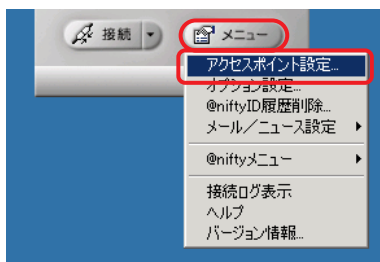 接続
メニュー
アクセスポイント設定...
オプション設定...
@niftyID履歴削除...
メール／ニュース設定
@niftyメニュー
接続ログ表示
ヘルプ
バージョン情報...